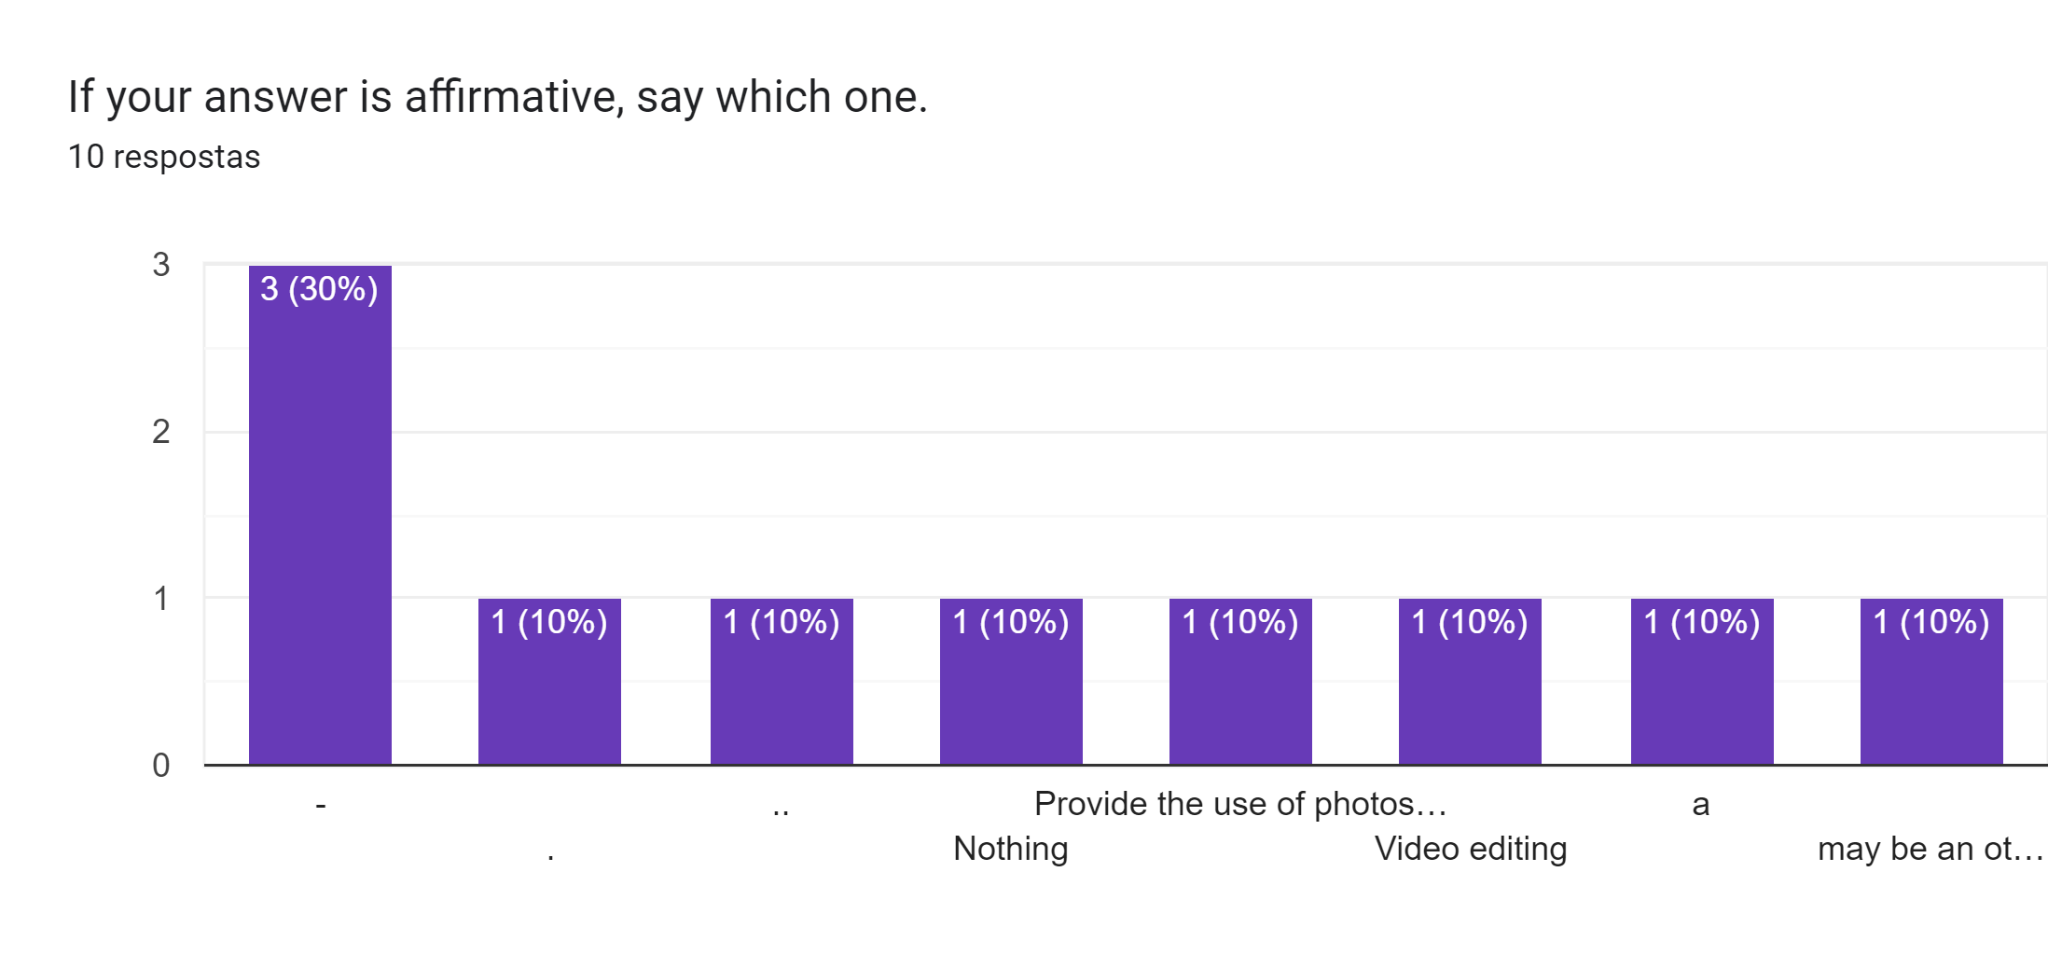 If your answer is affirmative, say which one.
10 respostas
3
2
1
0
3 (30%)
1 (10%)
1 (10%)
1 (10%)
1 (10%)
1 (10%)
1 (10%)
1 (10%)
-
.
..
Nothing
Provide the use of photos…
Video editing
a
may be an ot…